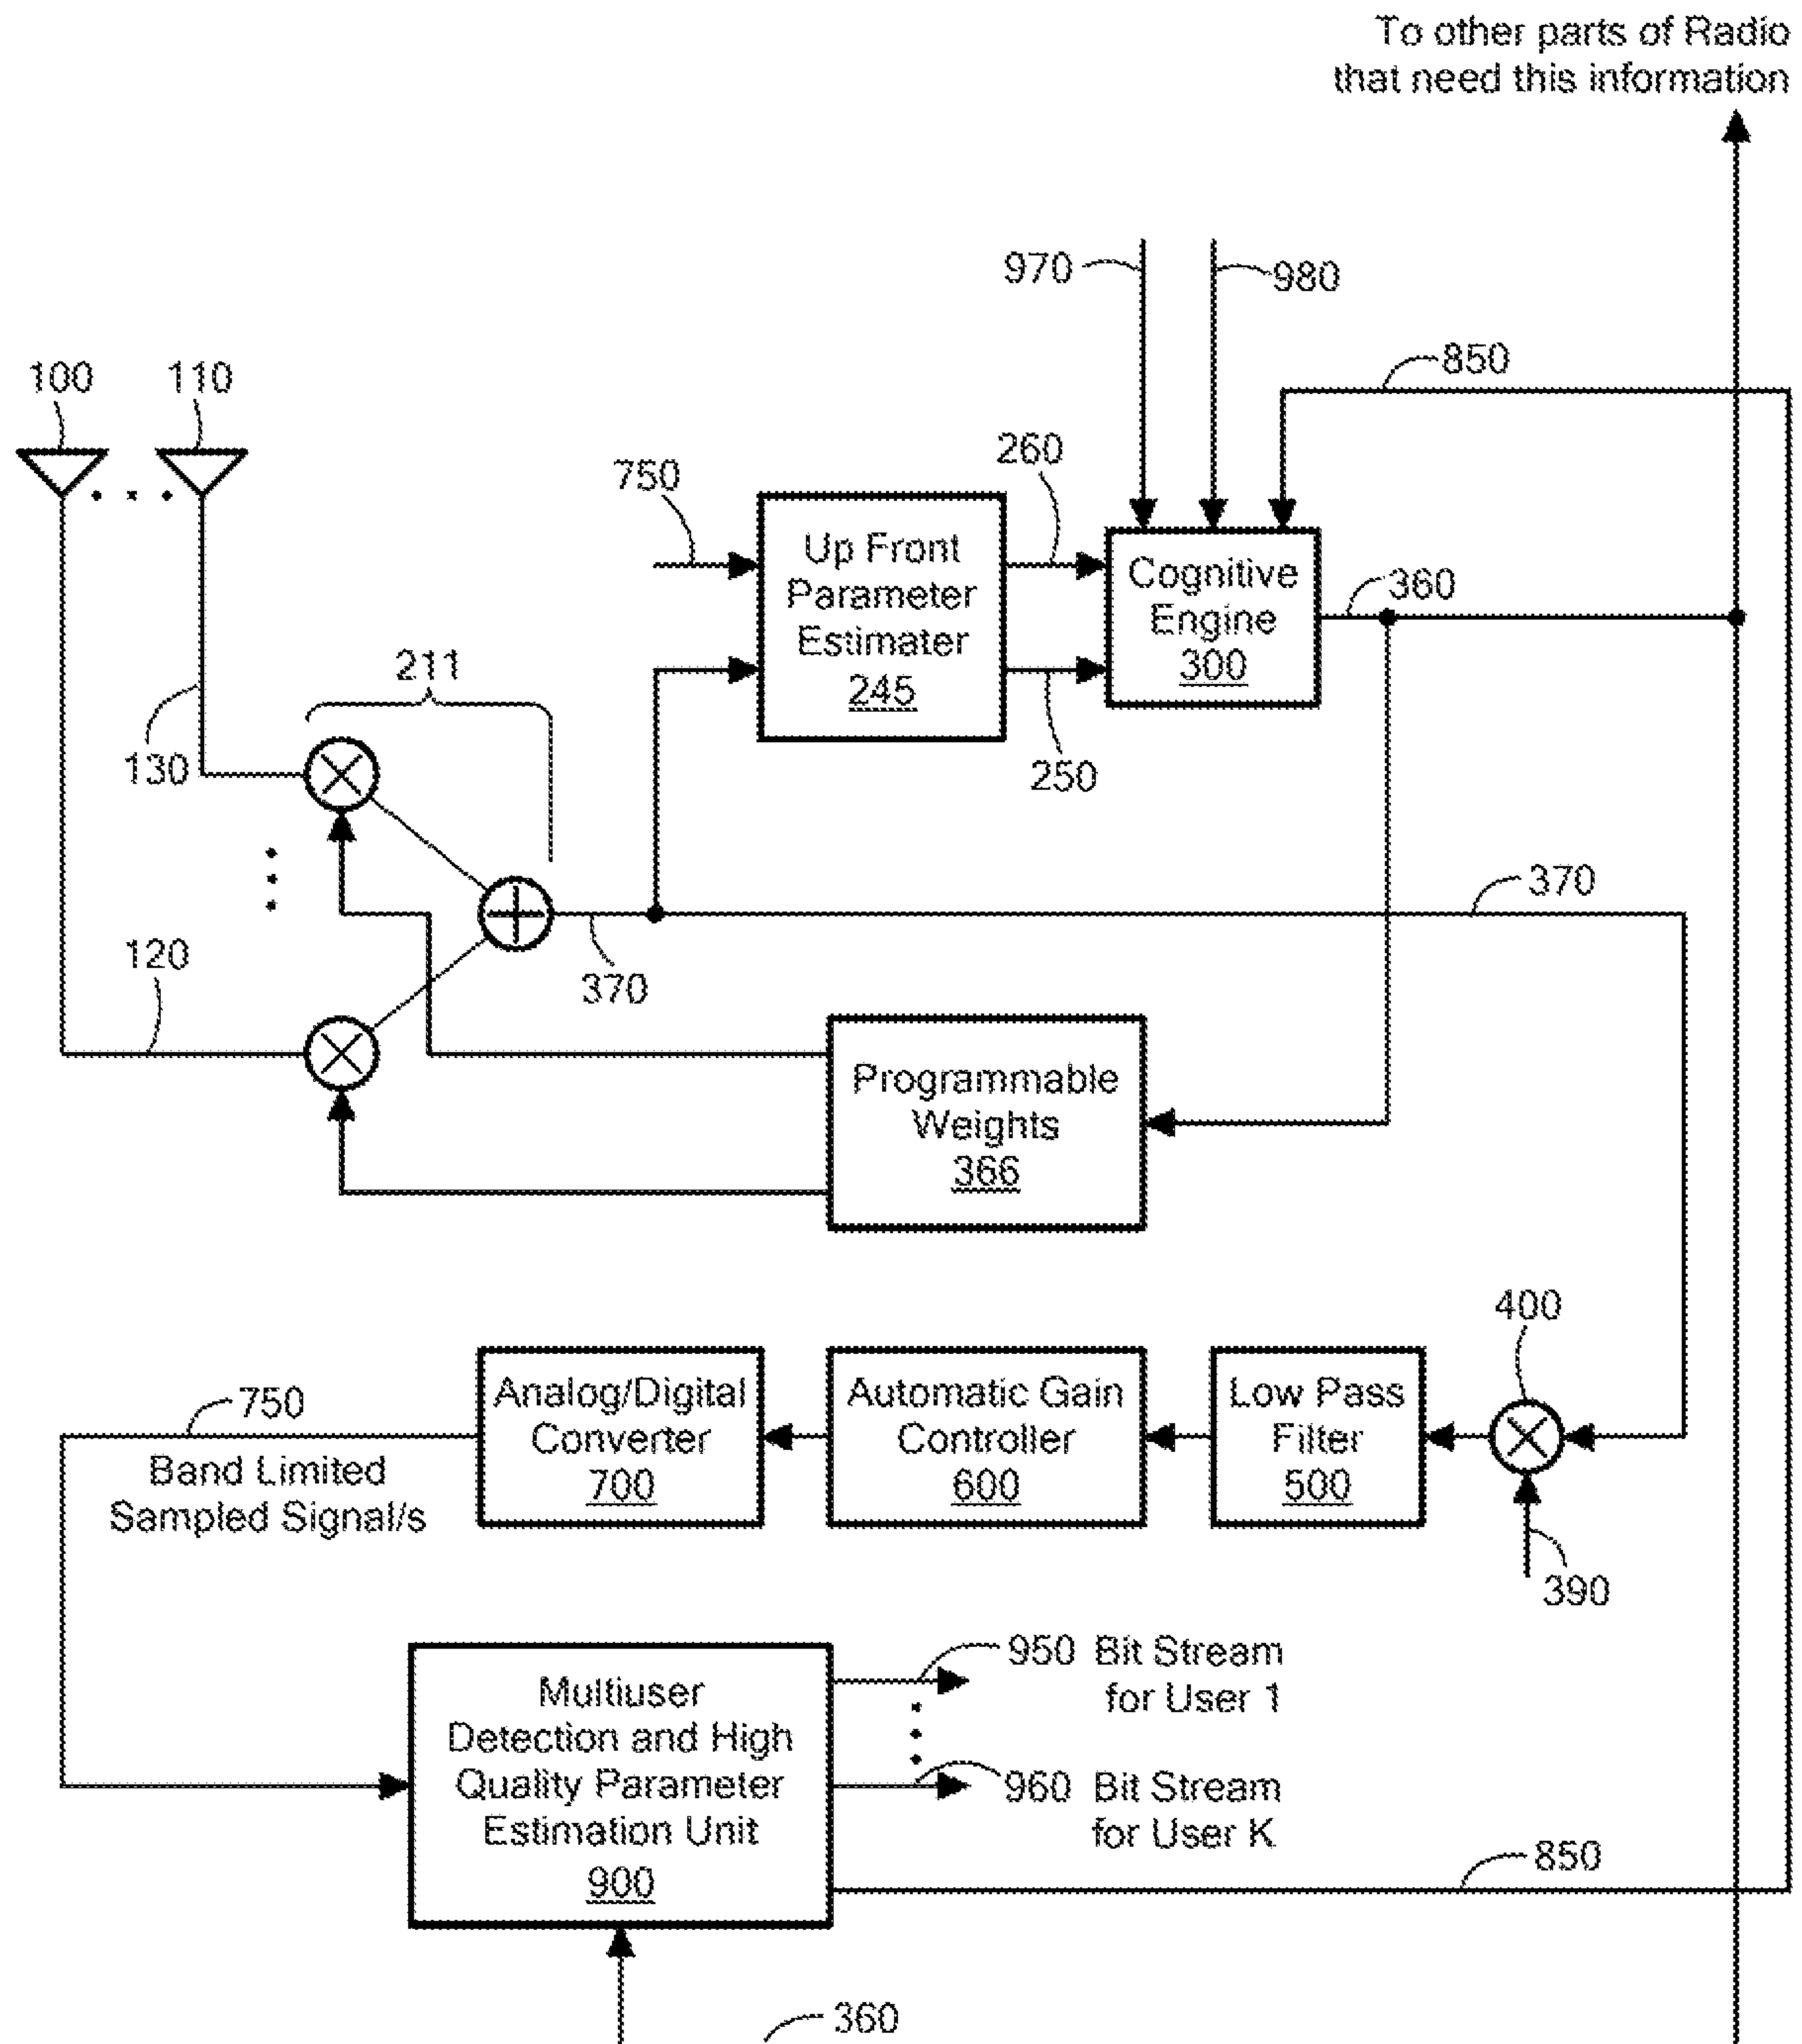 To other parts of Radio
that need this information
970
980
850
100
110
750
260
Up Front
Parameter
Estimater
245
Cognitive
Engine
300
360
211
130
250
370
120
370
Programmable
Weights
366
400
750
Analog/Digital
Converter
700
Automatic Gain
Controller
600
Low Pass
Filter
500
Band Limited
Sampled Signal/s
390
Multiuser
Detection and High
Quality Parameter
Estimation Unit
900
950 Bit Stream
for User 1
960 Bit Stream
for User K
850
360